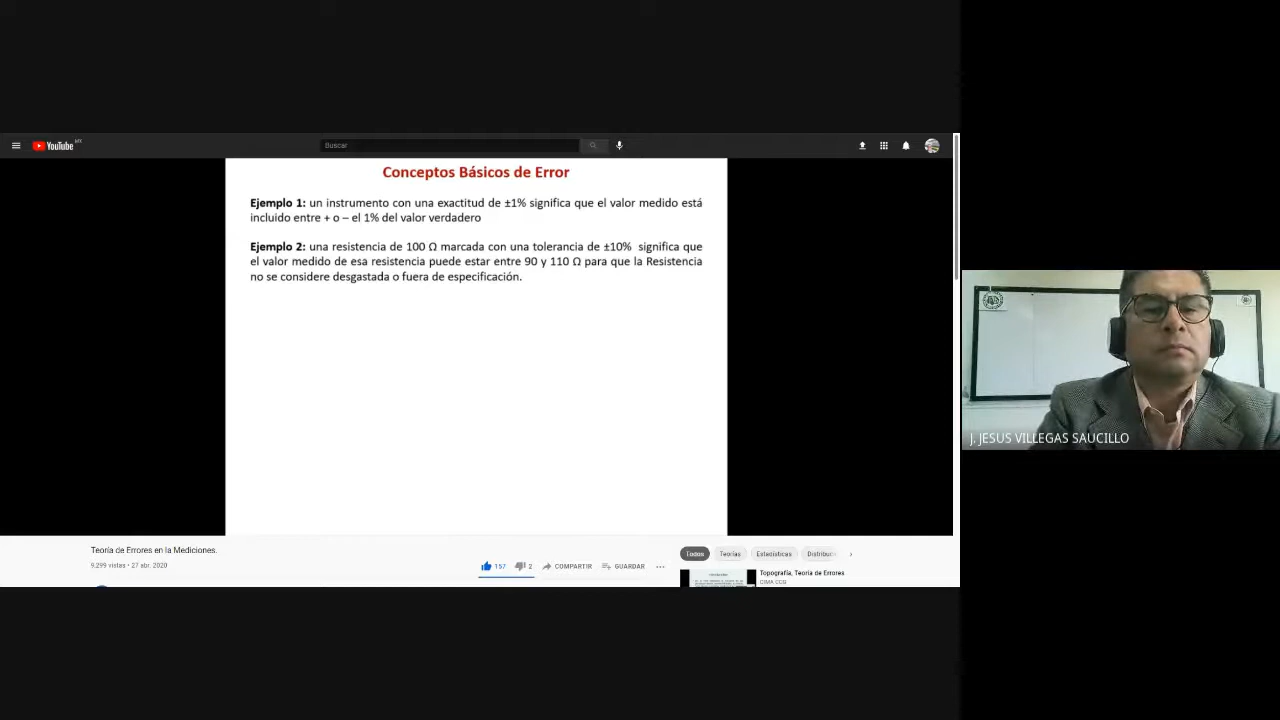 YouTube MX
Buscar
Conceptos Básicos de Error
Ejemplo 1: un instrumento con una exactitud de ±1% significa que el valor medido está
incluido entre + o – el 1% del valor verdadero
Ejemplo 2: una resistencia de 100 Ω marcada con una tolerancia de ±10% significa que
el valor medido de esa resistencia puede estar entre 90 y 110 Ω para que la Resistencia
no se considere desgastada o fuera de especificación.
J. JESUS VILLEGAS SAUCILLO
Teoría de Errores en la Mediciones.
9,299 vistas • 27 abr. 2020
157
2
COMPARTIR
GUARDAR
Todos
Teorías
Estadísticas
Distribuc
Topografía, Teoría de Errores
CIMA CCG